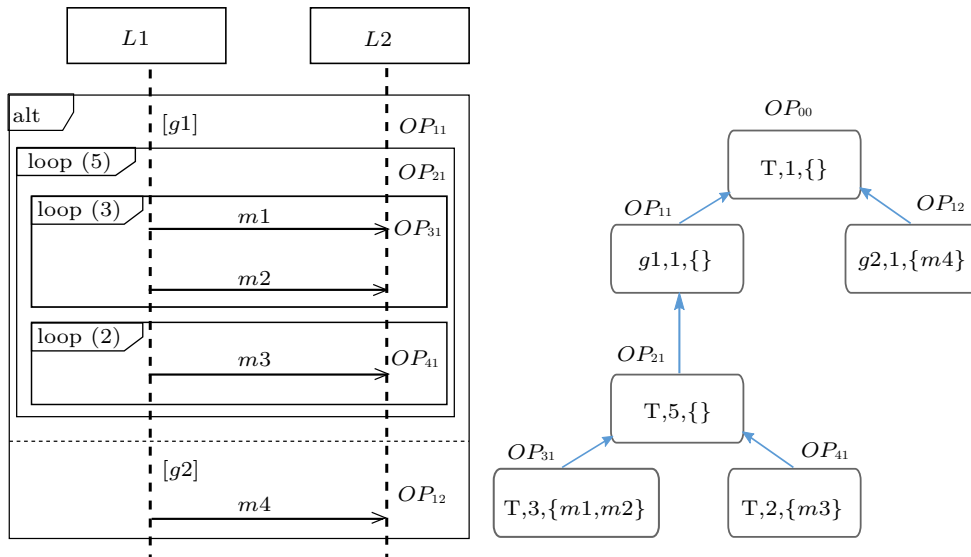 L1
L2
alt
[g1]
OP11
loop (5)
OP21
loop (3)
m1
OP31
m2
loop (2)
m3
OP41
[g2]
m4
OP12
OP00
T,1,{}
OP11
OP12
g1,1,{}
g2,1,{m4}
OP21
T,5,{}
OP31
OP41
T,3,{m1,m2}
T,2,{m3}